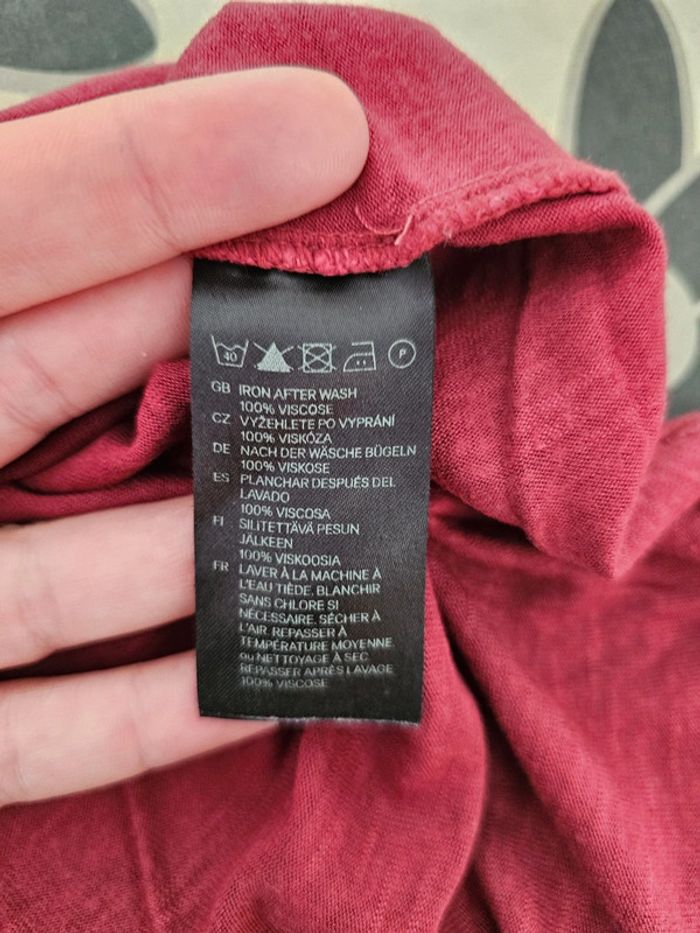 40 P
GB IRON AFTER WASH
100% VISCOSE
CZ VYŽEHLETE PO VYPRÁNÍ
100% VISKÓZA
DE NACH DER WÄSCHE BÜGELN
100% VISKOSE
ES PLANCHAR DESPUÉS DEL
LAVADO
100% VISCOSA
FI SILITETTÄVÄ PESUN
JÄLKEEN
100% VISKOOSIA
FR LAVER À LA MACHINE À
L'EAU TIÈDE, BLANCHIR
SANS CHLORE SI
NÉCESSAIRE, SÉCHER À
L'AIR, REPASSER À
TEMPÉRATURE MOYENNE
ou NETTOYAGE À SEC
REPASSER APRÈS LAVAGE
100% VISCOSE